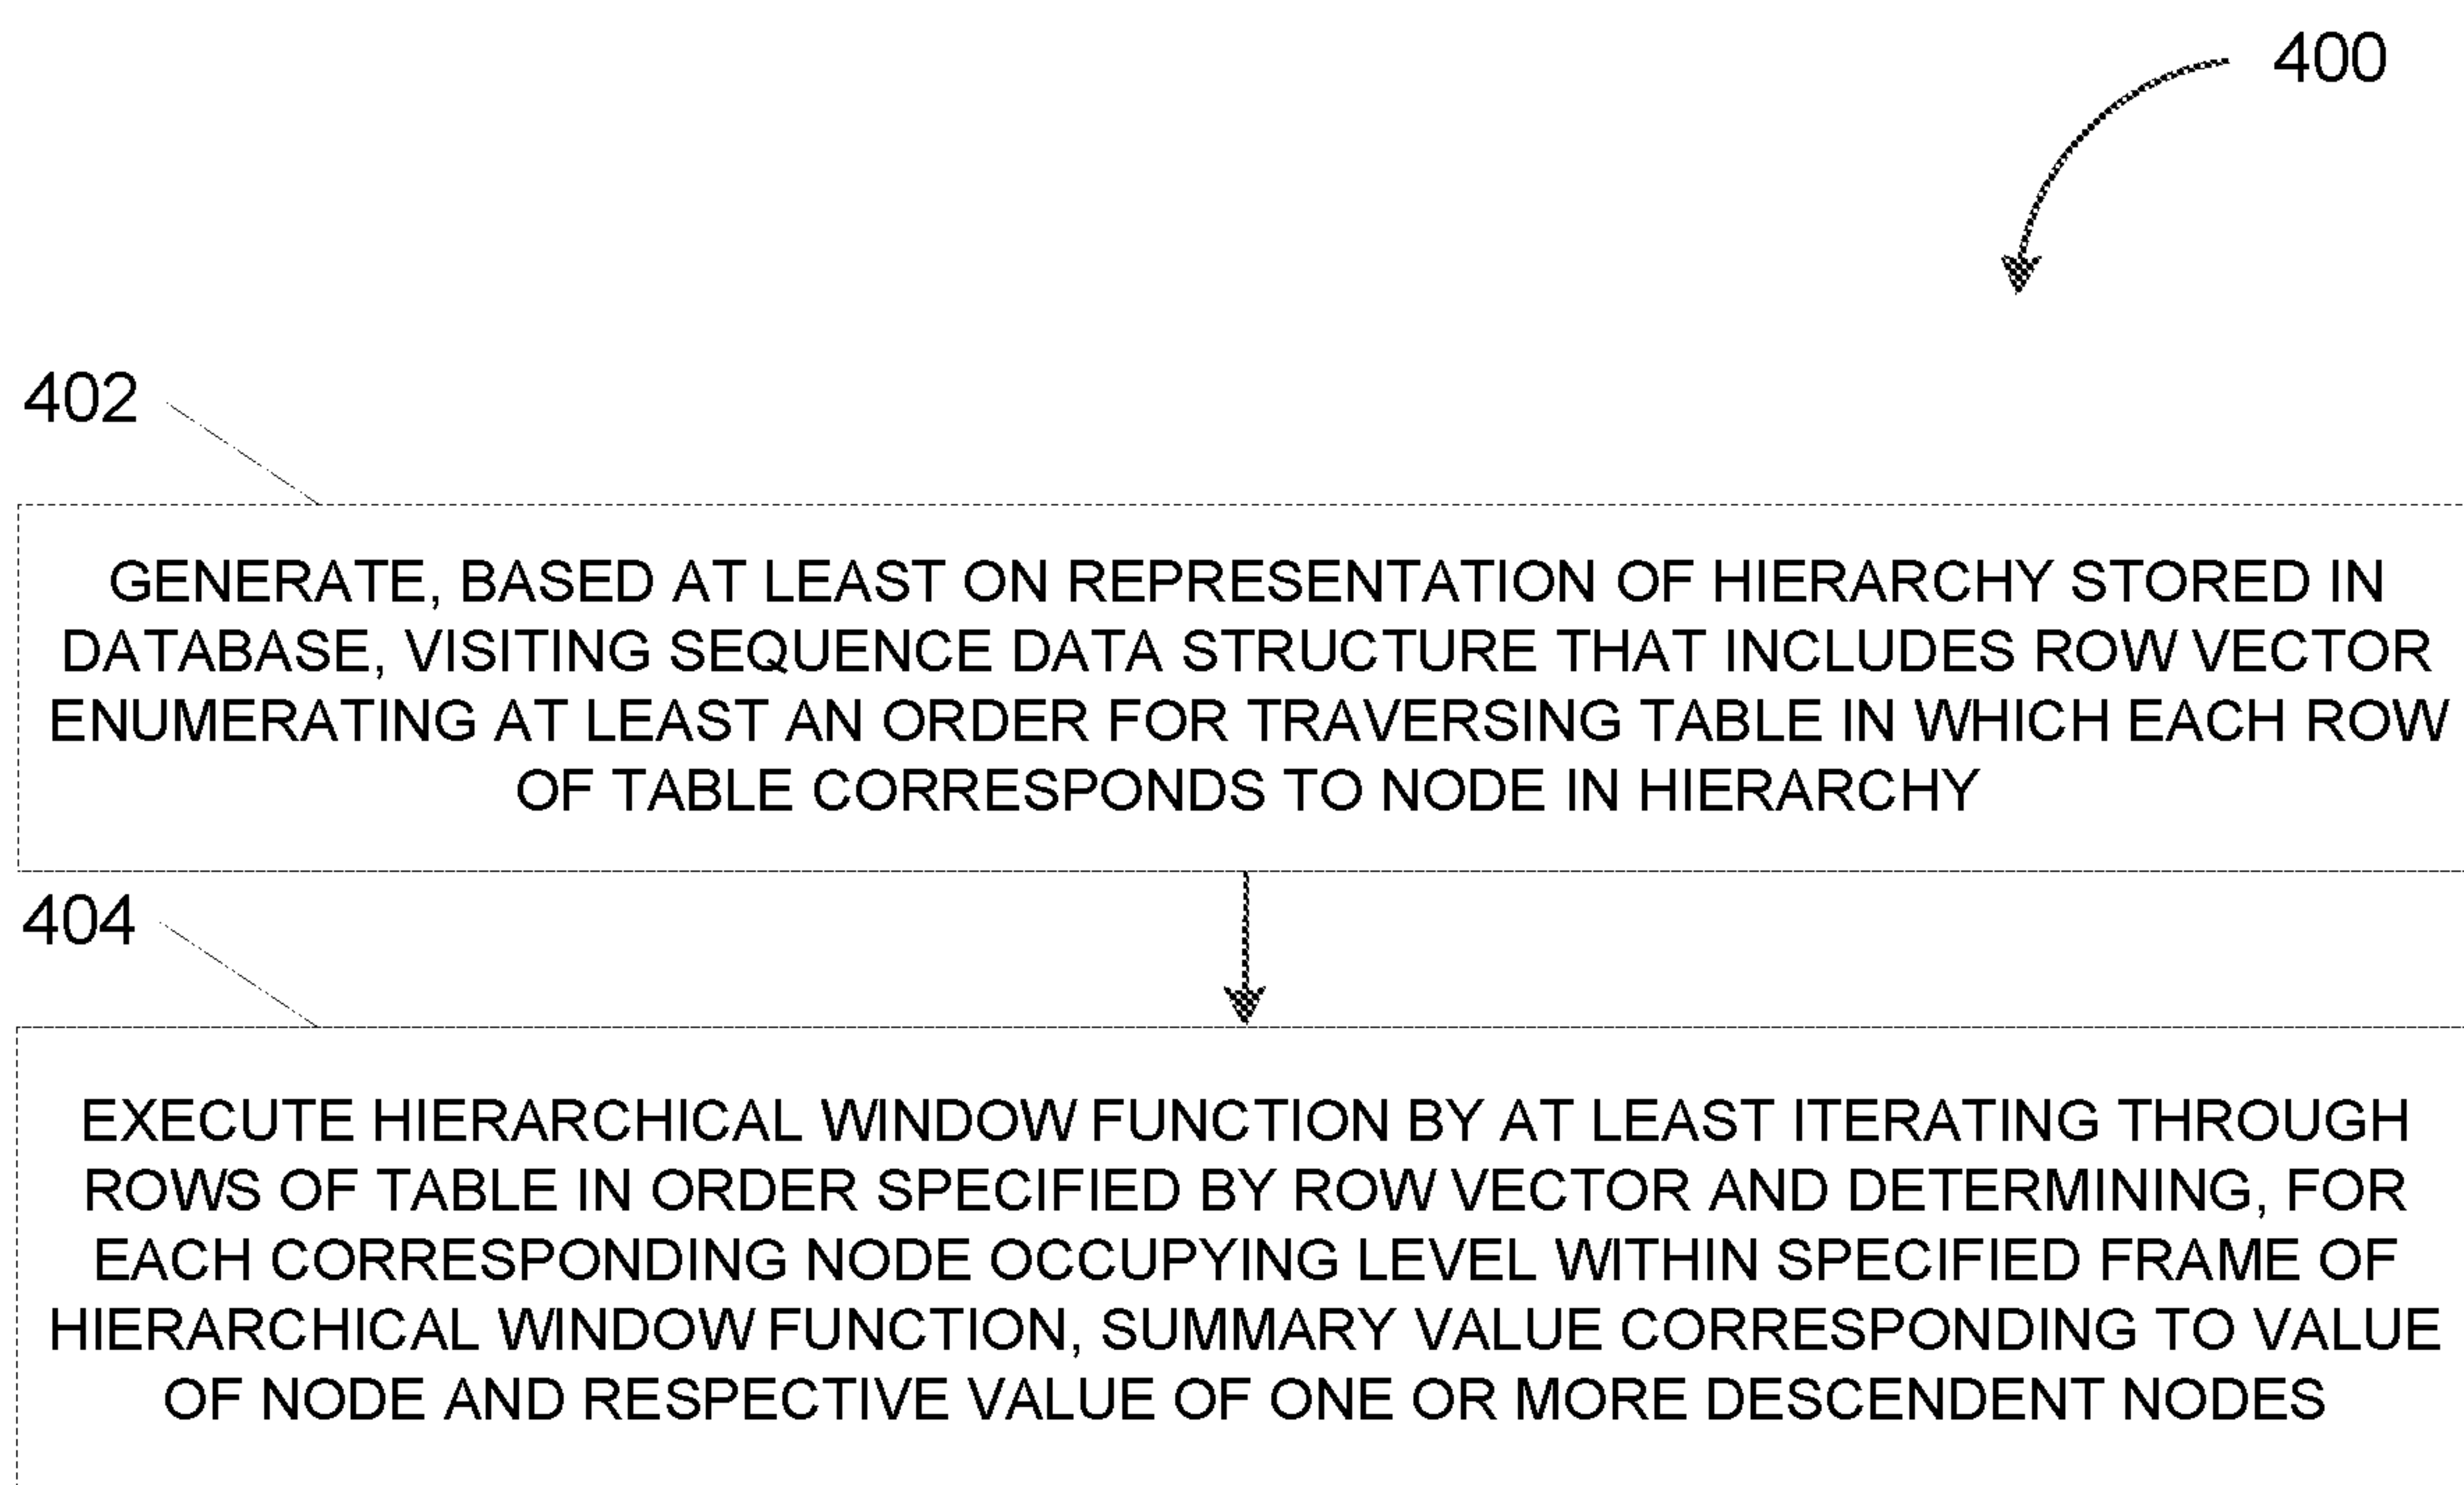 400
402
GENERATE, BASED AT LEAST ON REPRESENTATION OF HIERARCHY STORED IN
DATABASE, VISITING SEQUENCE DATA STRUCTURE THAT INCLUDES ROW VECTOR
ENUMERATING AT LEAST AN ORDER FOR TRAVERSING TABLE IN WHICH EACH ROW
OF TABLE CORRESPONDS TO NODE IN HIERARCHY
404
EXECUTE HIERARCHICAL WINDOW FUNCTION BY AT LEAST ITERATING THROUGH
ROWS OF TABLE IN ORDER SPECIFIED BY ROW VECTOR AND DETERMINING, FOR
EACH CORRESPONDING NODE OCCUPYING LEVEL WITHIN SPECIFIED FRAME OF
HIERARCHICAL WINDOW FUNCTION, SUMMARY VALUE CORRESPONDING TO VALUE
OF NODE AND RESPECTIVE VALUE OF ONE OR MORE DESCENDENT NODES